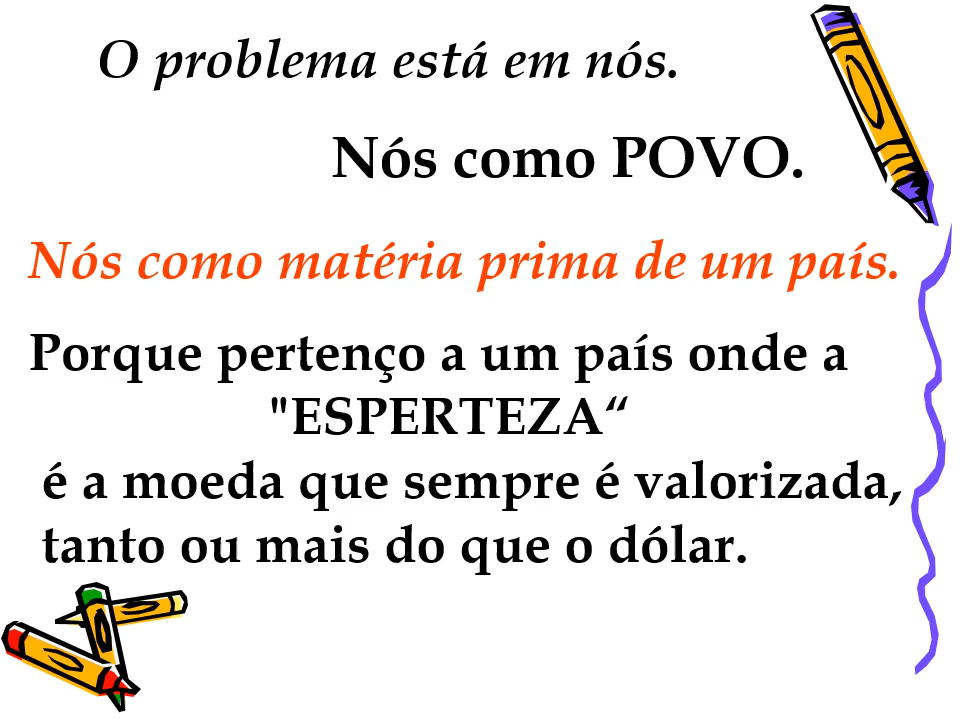 O problema está em nós.
Nós como POVO.
Nós como matéria prima de um país.
Porque pertenço a um país onde a
"ESPERTEZA“
é a moeda que sempre é valorizada,
tanto ou mais do que o dólar.